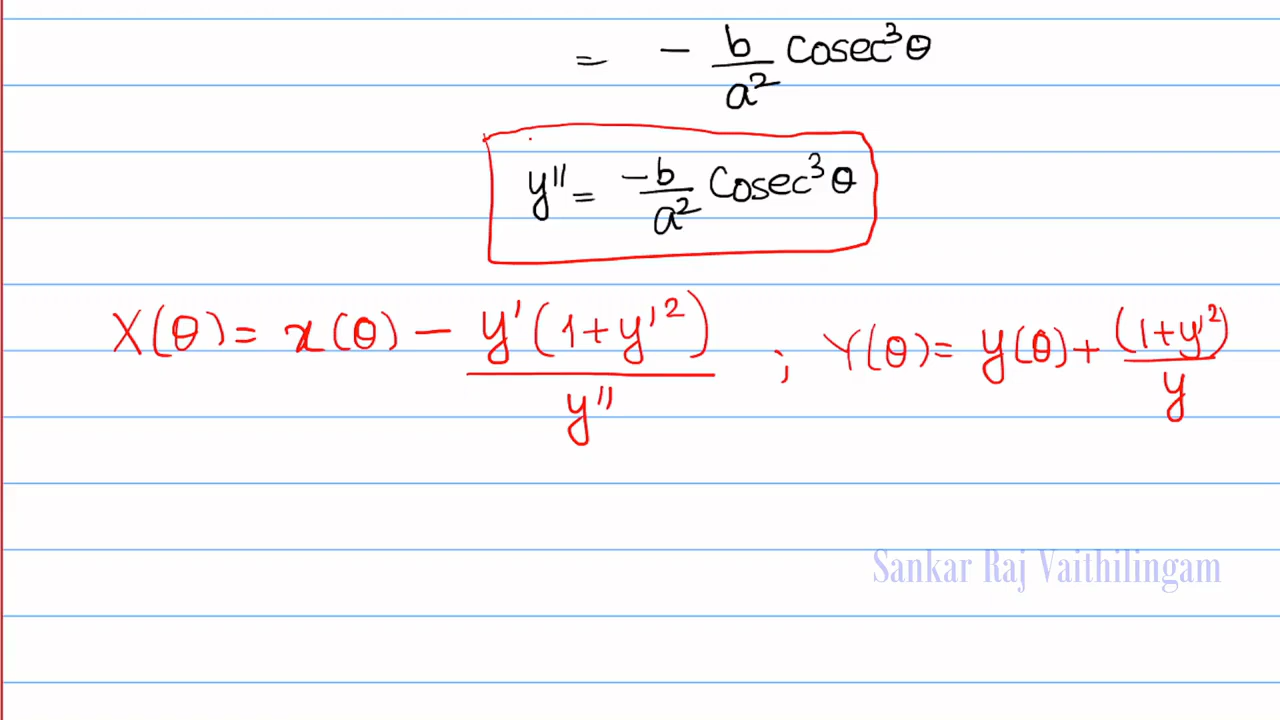 = - b/a² Cosec³θ
y'' = -b/a² Cosec³θ
X(θ) = x(θ) - y'(1+y'²)/y'' ; Y(θ) = y(θ) + (1+y'²)/y
Sankar Raj Vaithilingam